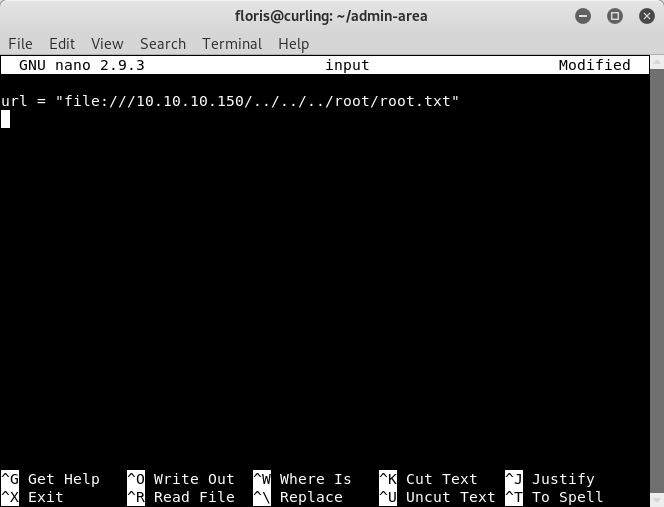 floris@curling: ~/admin-area
File Edit View Search Terminal Help
GNU nano 2.9.3 input Modified
url = "file:///10.10.10.150/../../../root/root.txt"
^G Get Help ^O Write Out ^W Where Is ^K Cut Text ^J Justify
^X Exit ^R Read File ^\ Replace ^U Uncut Text ^T To Spell